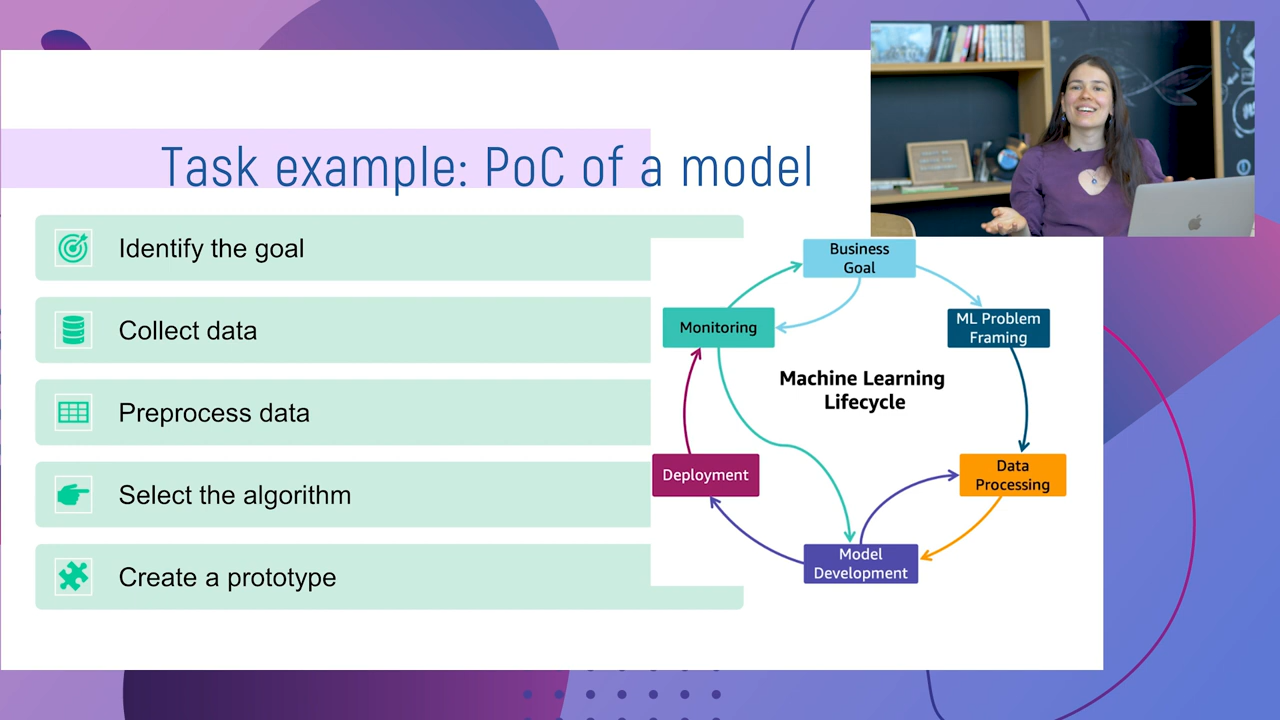 Task example: PoC of a model
Identify the goal
Collect data
Preprocess data
Select the algorithm
Create a prototype
Business
Goal
Monitoring
ML Problem
Framing
Machine Learning
Lifecycle
Deployment
Data
Processing
Model
Development